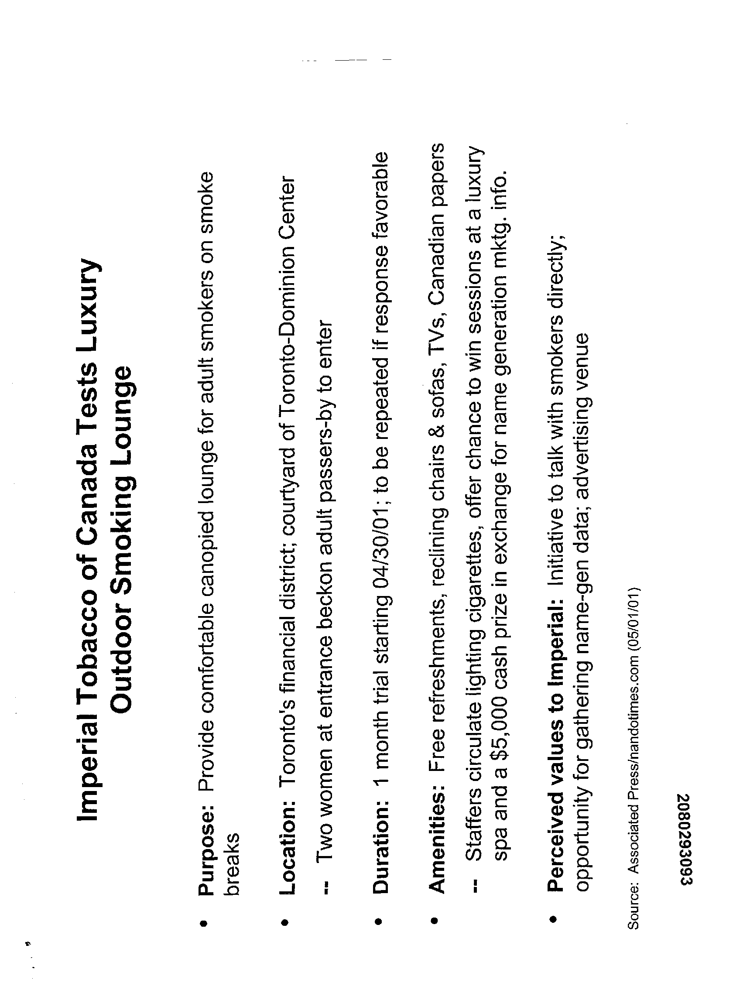 Imperial Tobacco of Canada Tests Luxury
Outdoor Smoking Lounge
• Purpose: Provide comfortable canopied lounge for adult smokers on smoke
breaks
• Location: Toronto's financial district; courtyard of Toronto-Dominion Center
-- Two women at entrance beckon adult passers-by to enter
• Duration: 1 month trial starting 04/30/01; to be repeated if response favorable
• Amenities: Free refreshments, reclining chairs & sofas, TVs, Canadian papers
-- Staffers circulate lighting cigarettes, offer chance to win sessions at a luxury
spa and a $5,000 cash prize in exchange for name generation mktg. info.
• Perceived values to Imperial: Initiative to talk with smokers directly;
opportunity for gathering name-gen data; advertising venue
Source: Associated Press/nandotimes.com (05/01/01)
2080293093